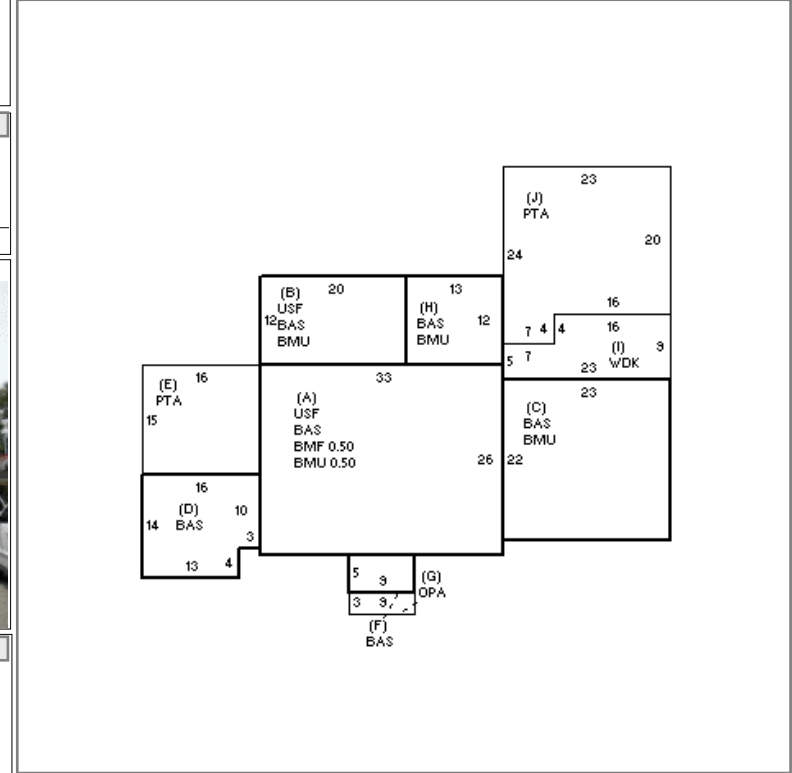 23
(J)
PTA
20
24
16
7 4 4
16
9
(I)
WDK
5 7
23
(B)
USF
BAS
BMU
20
12
13
(H)
BAS
BMU
12
33
(A)
USF
BAS
BMF 0.50
BMU 0.50
26
23
(C)
BAS
BMU
22
16
(E)
PTA
15
16
(D)
BAS
10
14
3
13
4
5
9
(G)
OPA
3 9
(F)
BAS